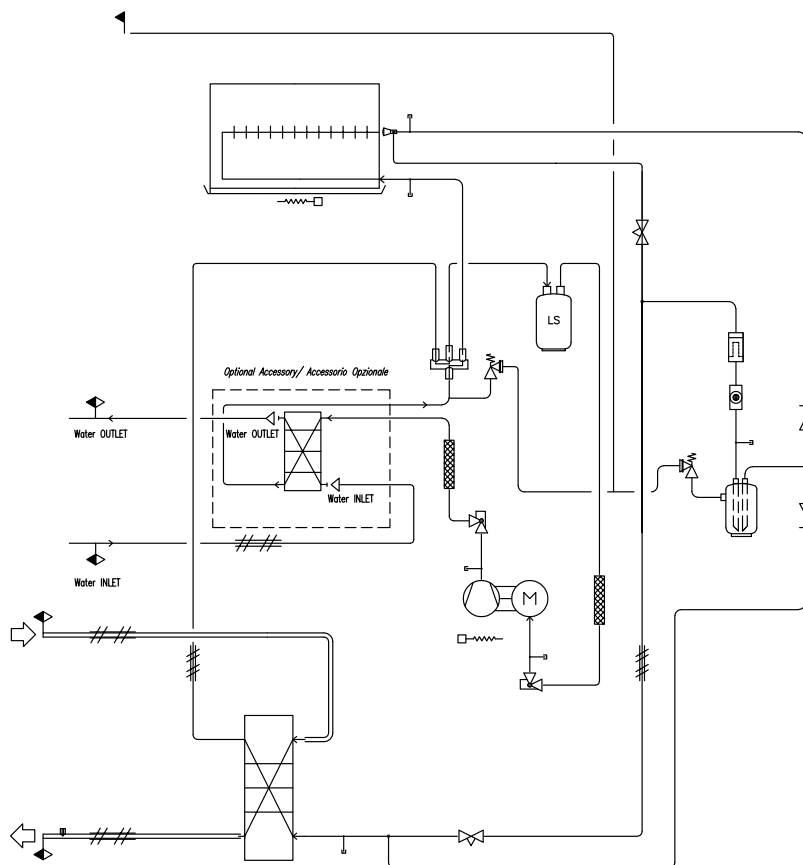 LS
Optional Accessory/ Accessorio Opzionale
Water OUTLET
Water OUTLET
Water INLET
Water INLET
M